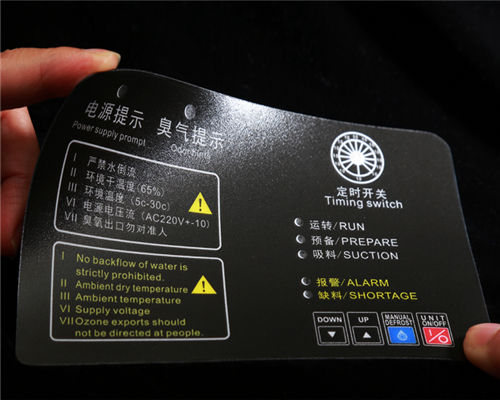 电源提示 臭气提示
Power supply prompt Odor hints
I 严禁水倒流
II 环境干温度(65%)
III 环境温度(5c-30c)
VI 电源电压流(AC220V+-10)
VII 臭氧出口勿对准人
I No backflow of water is
strictly prohibited.
II Ambient dry temperature
III Ambient temperature
VI Supply voltage
VII Ozone exports should
not be directed at people.
定时开关
Timing switch
运转/RUN
预备/PREPARE
吸料/SUCTION
报警/ALARM
缺料/SHORTAGE
DOWN
UP
MANUAL
DEFROST
UNIT
ON/OFF
I/O